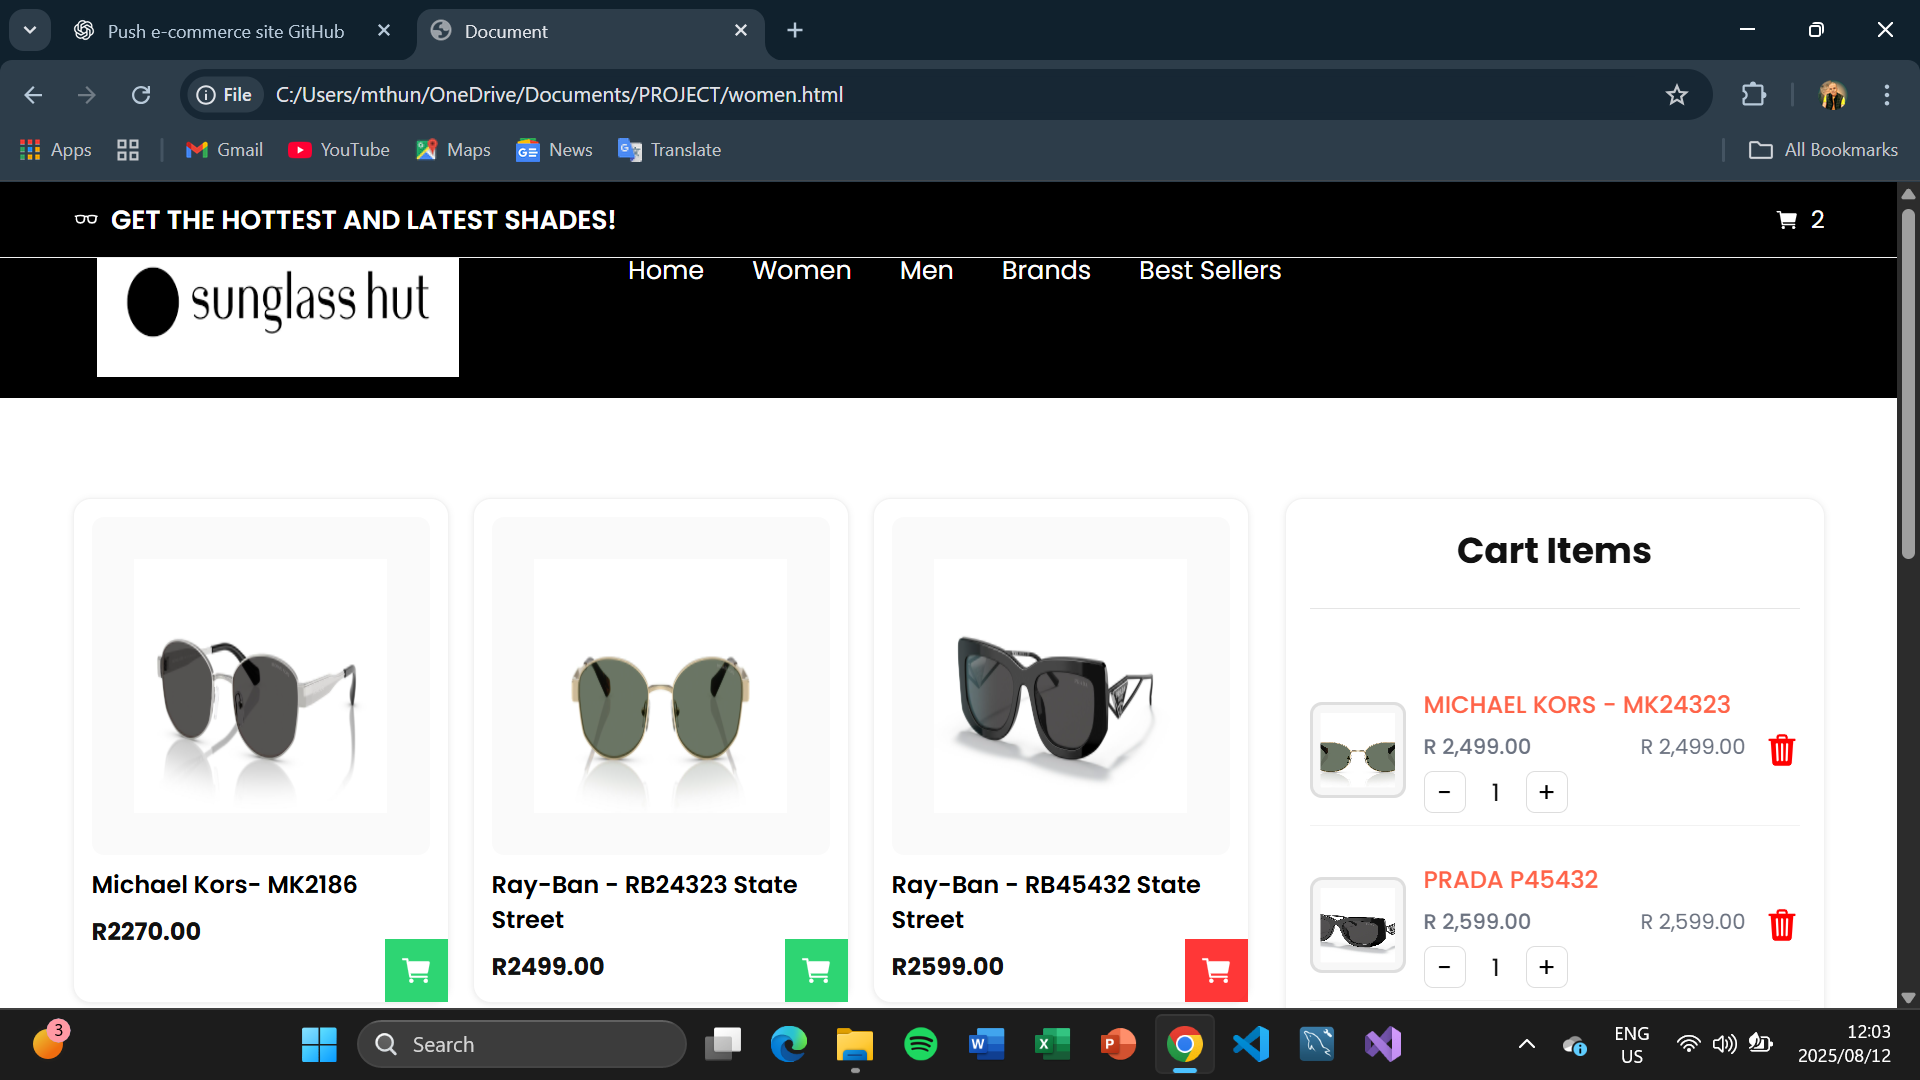 Push e-commerce site GitHub
Document
File
C:/Users/mthun/OneDrive/Documents/PROJECT/women.html
Apps
Gmail
YouTube
Maps
News
Translate
All Bookmarks
GET THE HOTTEST AND LATEST SHADES!
2
sunglass hut
Home
Women
Men
Brands
Best Sellers
Cart Items
MICHAEL KORS - MK24323
R 2,499.00
R 2,499.00
-
1
+
PRADA P45432
R 2,599.00
R 2,599.00
-
1
+
Michael Kors- MK2186
R2270.00
Ray-Ban - RB24323 State
Street
R2499.00
Ray-Ban - RB45432 State
Street
R2599.00
3
Search
ENG
US
12:03
2025/08/12